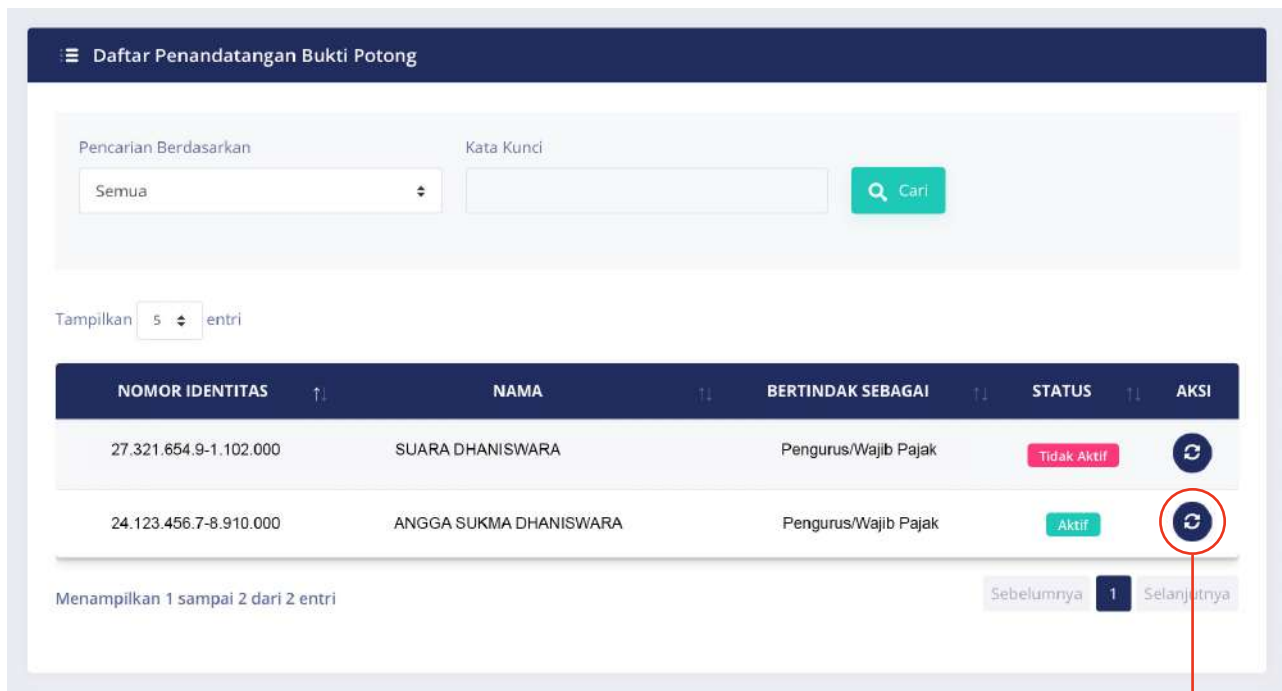 Daftar Penandatangan Bukti Potong
Pencarian Berdasarkan Kata Kunci
Semua Cari
Tampilkan 5 entri
NOMOR IDENTITAS NAMA BERTINDAK SEBAGAI STATUS AKSI
27.321.654.9-1.102.000 SUARA DHANISWARA Pengurus/Wajib Pajak Tidak Aktif
24.123.456.7-8.910.000 ANGGA SUKMA DHANISWARA Pengurus/Wajib Pajak Aktif
Menampilkan 1 sampai 2 dari 2 entri Sebelumnya 1 Selanjutnya